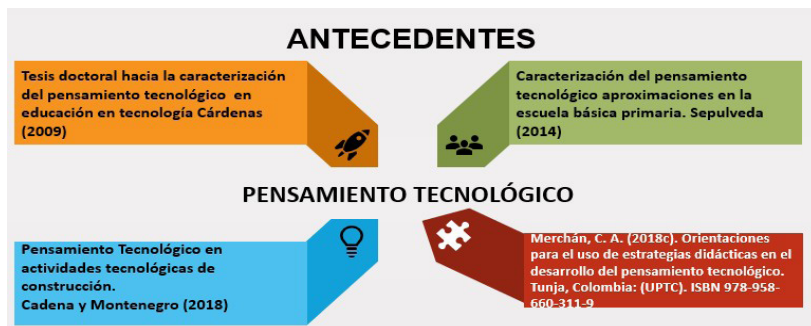 ANTECEDENTES
Tesis doctoral hacia la caracterización
del pensamiento tecnológico en
educación en tecnología Cárdenas
(2009)
Caracterización del pensamiento
tecnológico aproximaciones en la
escuela básica primaria. Sepulveda
(2014)
PENSAMIENTO TECNOLÓGICO
Pensamiento Tecnológico en
actividades tecnológicas de
construcción.
Cadena y Montenegro (2018)
Merchán, C. A. (2018c). Orientaciones
para el uso de estrategias didácticas en el
desarrollo del pensamiento tecnológico.
Tunja, Colombia: (UPTC). ISBN 978-958-
660-311-9